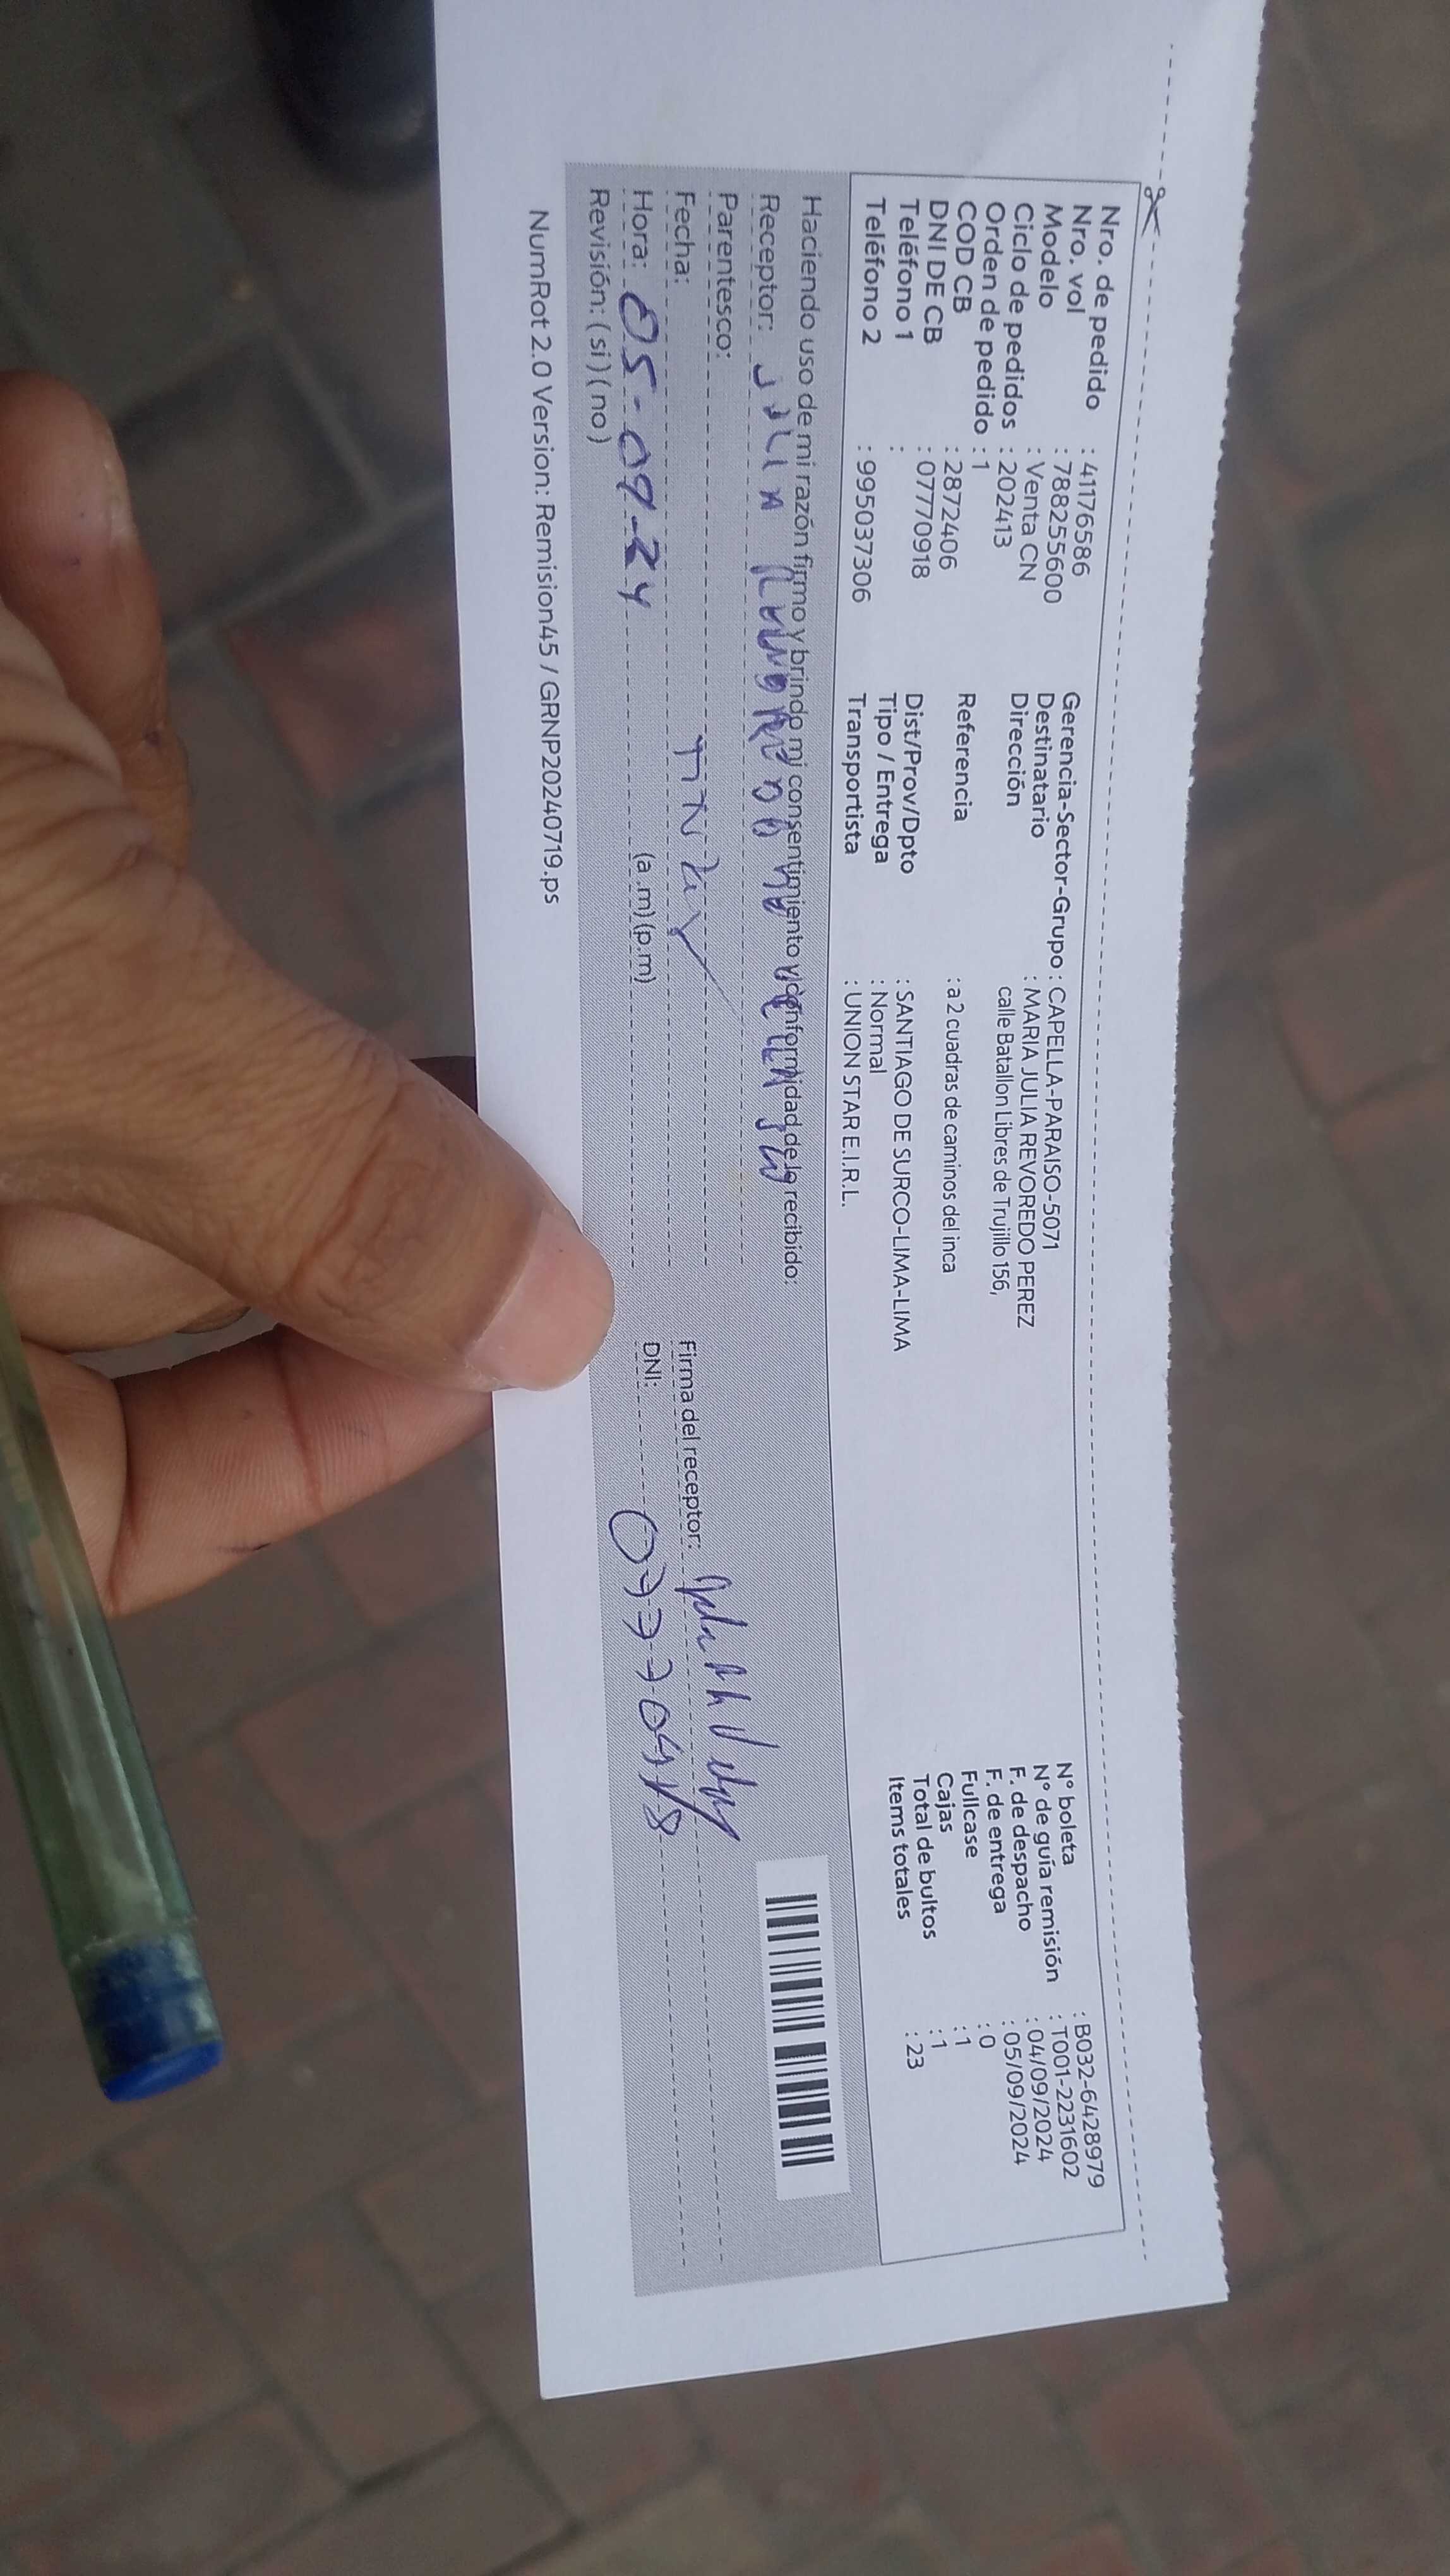 Nro. de pedido : 41176586
Nro. vol : 7882555600
Modelo : Venta CN
Ciclo de pedidos : 202413
Orden de pedido : 1
COD CB : 2872406
DNI DE CB : 07770918
Teléfono 1 :
Teléfono 2 : 995037306
Gerencia-Sector-Grupo : CAPELLA-PARAISO-5071
Destinatario : MARIA JULIA REVOREDO PEREZ
Dirección calle Batallon Libres de Trujillo 156,
Referencia : a 2 cuadras de caminos del inca
Dist/Prov/Dpto : SANTIAGO DE SURCO-LIMA-LIMA
Tipo / Entrega : Normal
Transportista : UNION STAR E.I.R.L.
N° boleta : B032-6428979
N° de guía remisión : T001-2231602
F. de despacho : 04/09/2024
F. de entrega : 05/09/2024
Fullcase : 0
Cajas : 1
Total de bultos : 1
Items totales : 23
Haciendo uso de mi razón firmo y brindo mi consentimiento y conformidad de lo recibido:
Receptor:
Parentesco:
Fecha:
Hora: 05-09-24 (a.m) (p.m)
Revisión: (si) (no)
Firma del receptor:
DNI:
NumRot 2.0 Version: Remision45 / GRNP20240719.ps